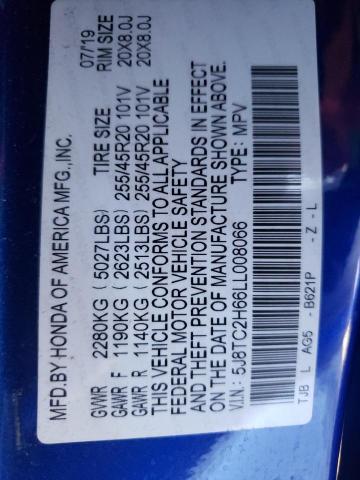 MFD.BY HONDA OF AMERICA MFG.,INC. 07/19
TIRE SIZE RIM SIZE
GVWR 2280KG (5027LBS)
GAWR F 1190KG (2623LBS) 255/45R20 101V 20X8.0J
GAWR R 1140KG (2513LBS) 255/45R20 101V 20X8.0J
THIS VEHICLE CONFORMS TO ALL APPLICABLE
FEDERAL MOTOR VEHICLE SAFETY
AND THEFT PREVENTION STANDARDS IN EFFECT
ON THE DATE OF MANUFACTURE SHOWN ABOVE.
V.I.N.: 5J8TC2H66LL008066 TYPE: MPV
TJB L AG5 - B621P - Z - L